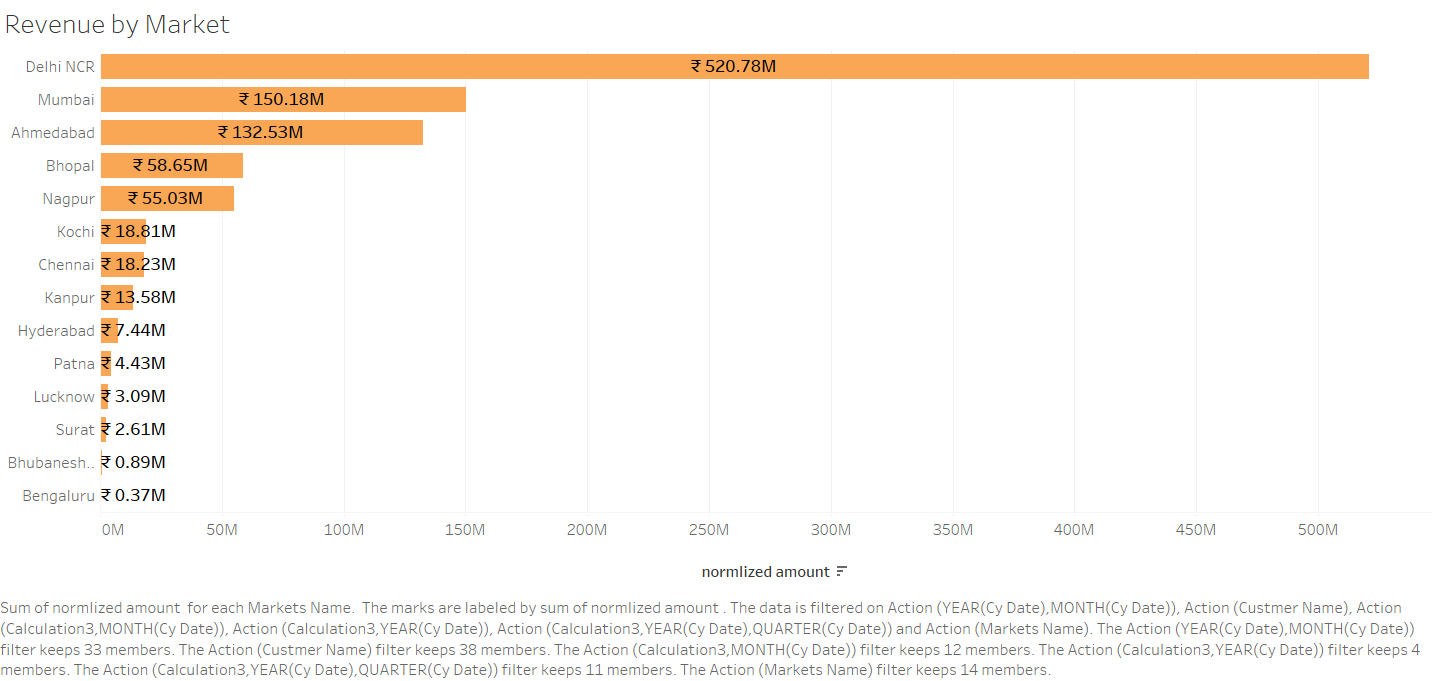 Revenue by Market
Delhi NCR ₹ 520.78M
Mumbai ₹ 150.18M
Ahmedabad ₹ 132.53M
Bhopal ₹ 58.65M
Nagpur ₹ 55.03M
Kochi ₹ 18.81M
Chennai ₹ 18.23M
Kanpur ₹ 13.58M
Hyderabad ₹ 7.44M
Patna ₹ 4.43M
Lucknow ₹ 3.09M
Surat ₹ 2.61M
Bhubanesh.. ₹ 0.89M
Bengaluru ₹ 0.37M
0M 50M 100M 150M 200M 250M 300M 350M 400M 450M 500M
normlized amount
Sum of normlized amount for each Markets Name. The marks are labeled by sum of normlized amount . The data is filtered on Action (YEAR(Cy Date),MONTH(Cy Date)), Action (Custmer Name), Action
(Calculation3,MONTH(Cy Date)), Action (Calculation3,YEAR(Cy Date)), Action (Calculation3,YEAR(Cy Date),QUARTER(Cy Date)) and Action (Markets Name). The Action (YEAR(Cy Date),MONTH(Cy Date))
filter keeps 33 members. The Action (Custmer Name) filter keeps 38 members. The Action (Calculation3,MONTH(Cy Date)) filter keeps 12 members. The Action (Calculation3,YEAR(Cy Date)) filter keeps 4
members. The Action (Calculation3,YEAR(Cy Date),QUARTER(Cy Date)) filter keeps 11 members. The Action (Markets Name) filter keeps 14 members.